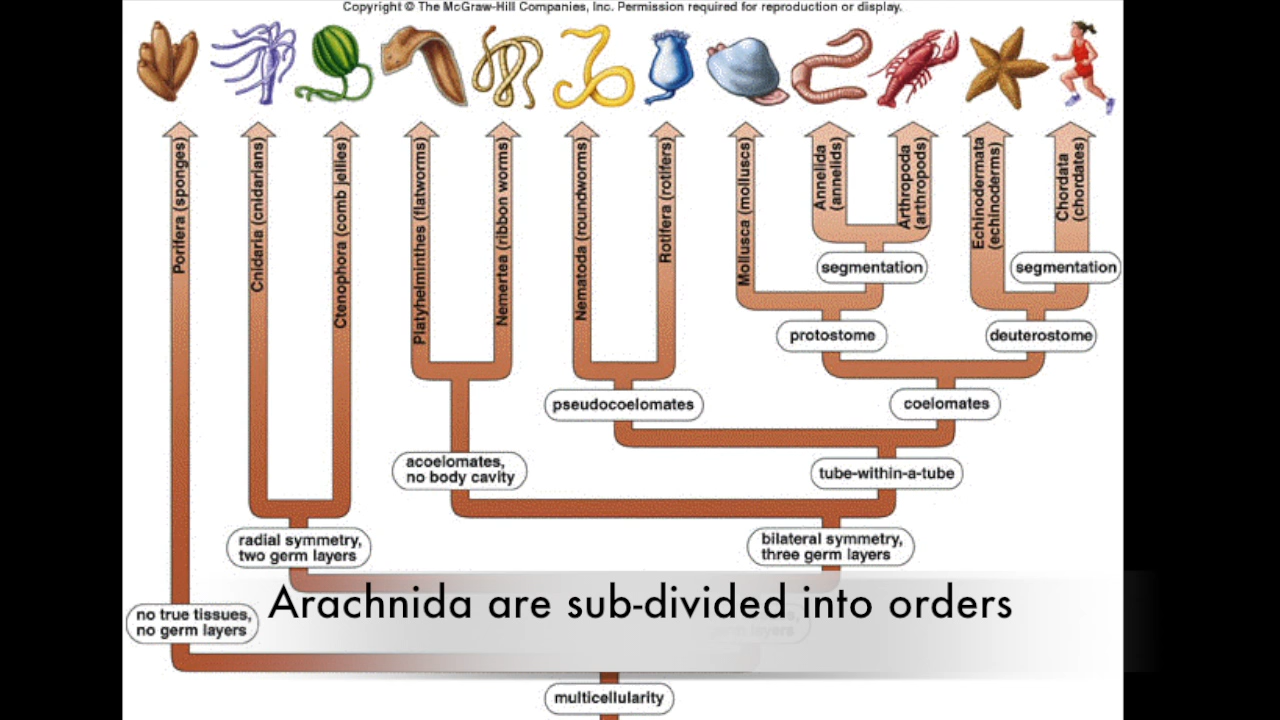 Copyright © The McGraw-Hill Companies, Inc. Permission required for reproduction or display.
Porifera (sponges)
Cnidaria (cnidarians)
Ctenophora (comb jellies)
Platyhelminthes (flatworms)
Nemertea (ribbon worms)
Nematoda (roundworms)
Rotifera (rotifers)
Mollusca (molluscs)
Annelida
(annelids)
Arthropoda
(arthropods)
Echinodermata
(echinoderms)
Chordata
(chordates)
segmentation
segmentation
protostome
deuterostome
pseudocoelomates
coelomates
acoelomates,
no body cavity
tube-within-a-tube
radial symmetry,
two germ layers
bilateral symmetry,
three germ layers
no true tissues,
no germ layers
Arachnida are sub-divided into orders
layers
multicellularity